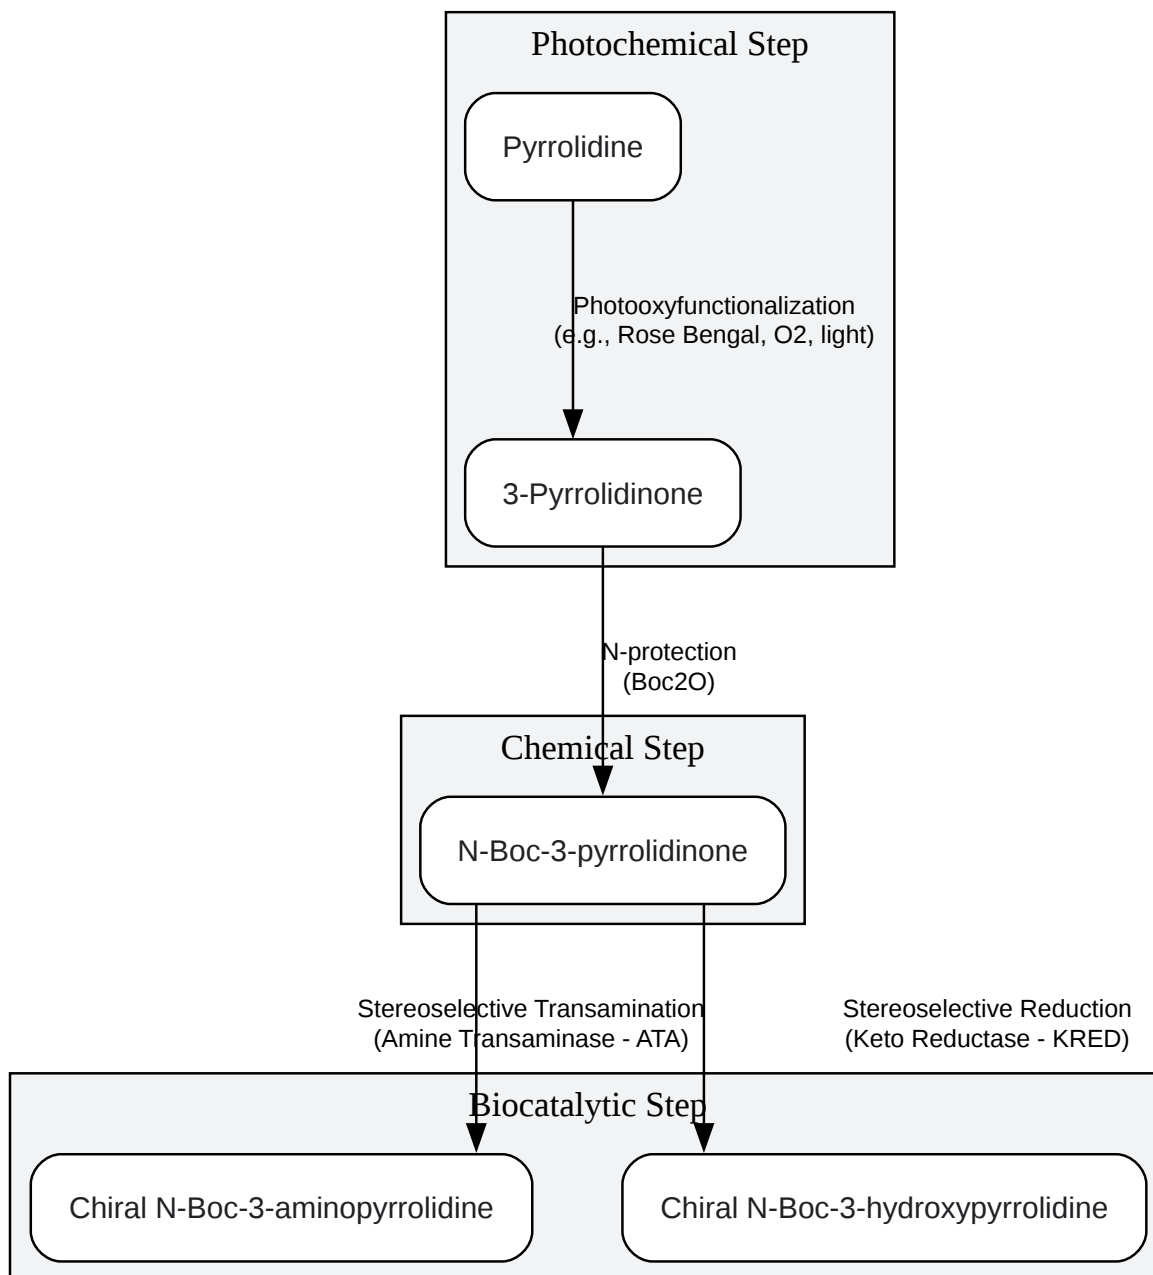 Photochemical Step
Pyrrolidine
Photooxyfunctionalization
(e.g., Rose Bengal, O2, light)
3-Pyrrolidinone
N-protection
(Boc2O)
Chemical Step
N-Boc-3-pyrrolidinone
Stereoselective Transamination
(Amine Transaminase - ATA)
Stereoselective Reduction
(Keto Reductase - KRED)
Biocatalytic Step
Chiral N-Boc-3-aminopyrrolidine
Chiral N-Boc-3-hydroxypyrrolidine